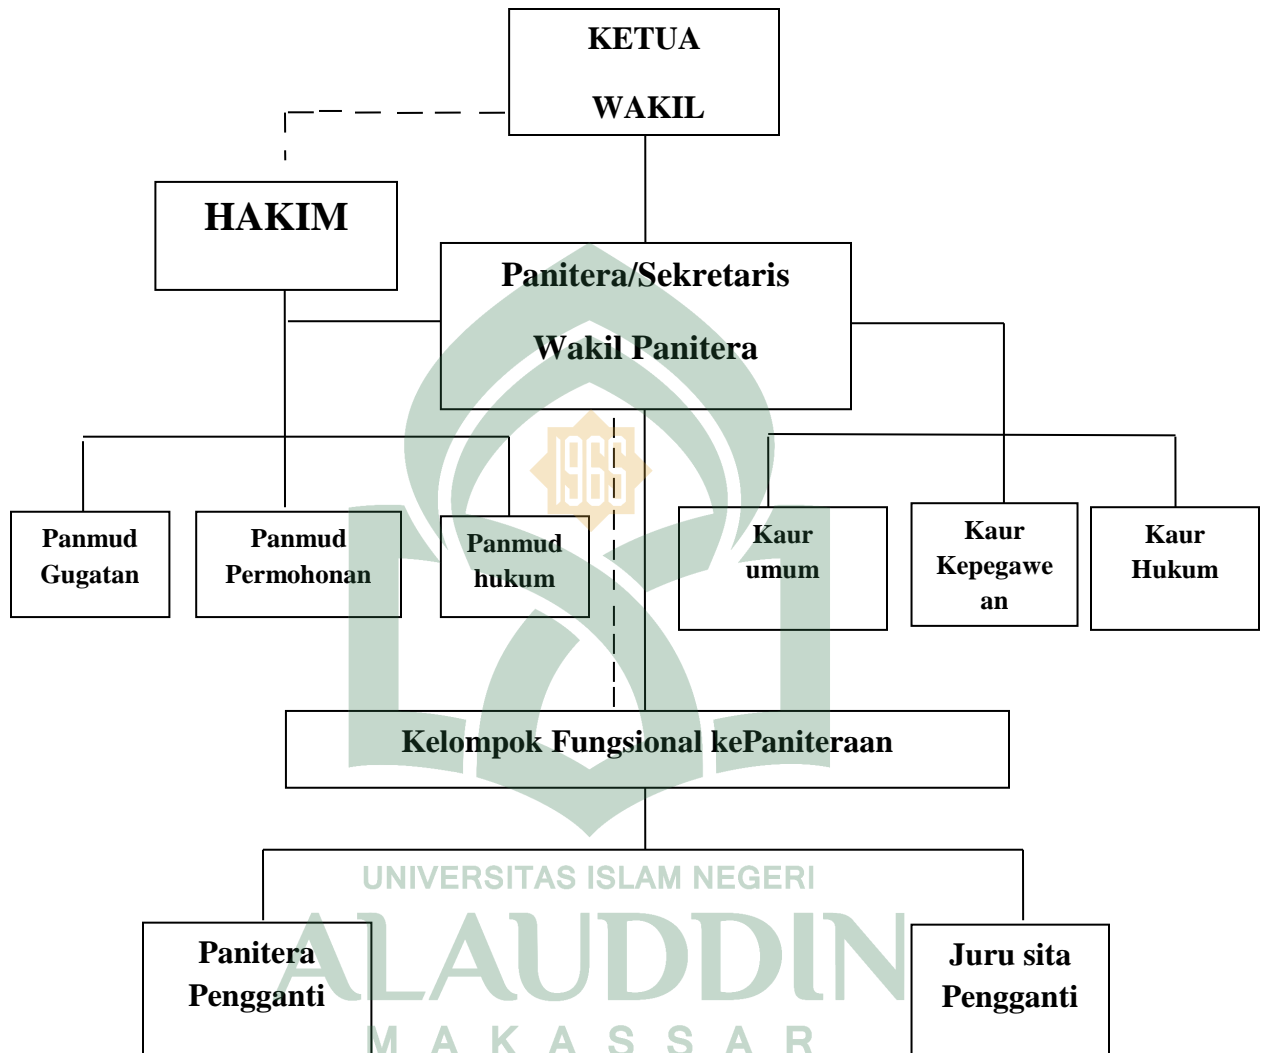 KETUA
WAKIL
HAKIM
Panitera/Sekretaris
Wakil Panitera
1965
Panmud
Gugatan
Panmud
Permohonan
Panmud
hukum
Kaur
umum
Kaur
Kepegawe
an
Kaur
Hukum
Kelompok Fungsional kePaniteraan
UNIVERSITAS ISLAM NEGERI
ALAUDDIN
Panitera
Pengganti
Juru sita
Pengganti
MAKASSAR